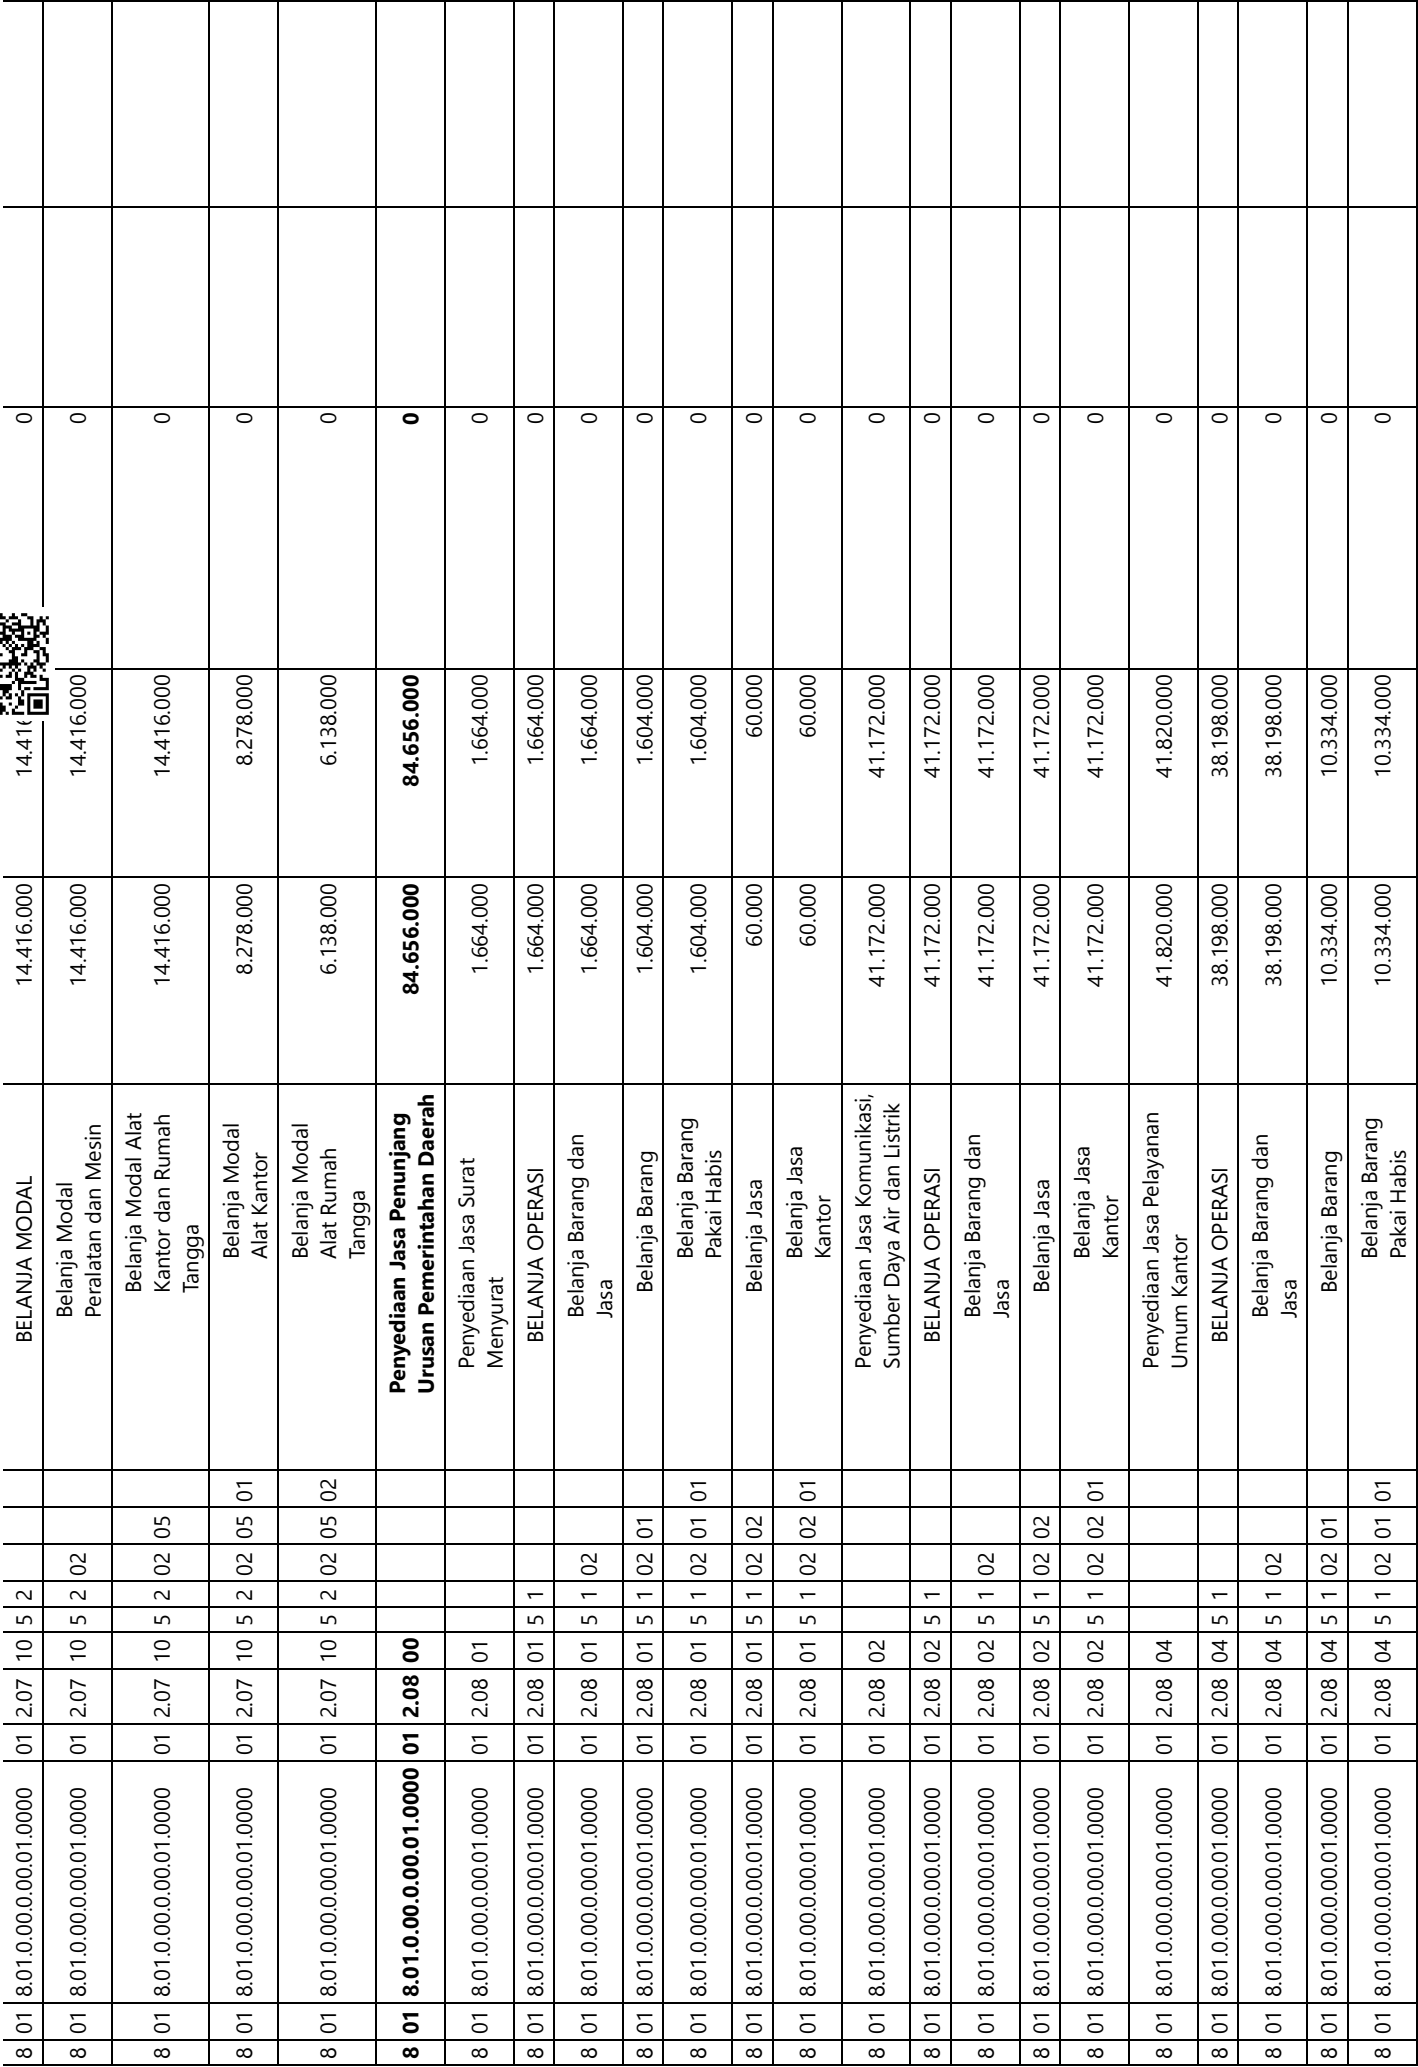 8 01 8.01.0.00.0.00.01.0000 01 2.07 10 5 2 BELANJA MODAL 14.416.000 14.416 0
8 01 8.01.0.00.0.00.01.0000 01 2.07 10 5 2 02 Belanja Modal
Peralatan dan Mesin 14.416.000 14.416.000 0
8 01 8.01.0.00.0.00.01.0000 01 2.07 10 5 2 02 05 Belanja Modal Alat
Kantor dan Rumah
Tangga 14.416.000 14.416.000 0
8 01 8.01.0.00.0.00.01.0000 01 2.07 10 5 2 02 05 01 Belanja Modal
Alat Kantor 8.278.000 8.278.000 0
8 01 8.01.0.00.0.00.01.0000 01 2.07 10 5 2 02 05 02 Belanja Modal
Alat Rumah
Tangga 6.138.000 6.138.000 0
8 01 8.01.0.00.0.00.01.0000 01 2.08 00 Penyediaan Jasa Penunjang
Urusan Pemerintahan Daerah 84.656.000 84.656.000 0
8 01 8.01.0.00.0.00.01.0000 01 2.08 01 Penyediaan Jasa Surat
Menyurat 1.664.000 1.664.000 0
8 01 8.01.0.00.0.00.01.0000 01 2.08 01 5 1 BELANJA OPERASI 1.664.000 1.664.000 0
8 01 8.01.0.00.0.00.01.0000 01 2.08 01 5 1 02 Belanja Barang dan
Jasa 1.664.000 1.664.000 0
8 01 8.01.0.00.0.00.01.0000 01 2.08 01 5 1 02 01 Belanja Barang 1.604.000 1.604.000 0
8 01 8.01.0.00.0.00.01.0000 01 2.08 01 5 1 02 01 01 Belanja Barang
Pakai Habis 1.604.000 1.604.000 0
8 01 8.01.0.00.0.00.01.0000 01 2.08 01 5 1 02 02 Belanja Jasa 60.000 60.000 0
8 01 8.01.0.00.0.00.01.0000 01 2.08 01 5 1 02 02 01 Belanja Jasa
Kantor 60.000 60.000 0
8 01 8.01.0.00.0.00.01.0000 01 2.08 02 Penyediaan Jasa Komunikasi,
Sumber Daya Air dan Listrik 41.172.000 41.172.000 0
8 01 8.01.0.00.0.00.01.0000 01 2.08 02 5 1 BELANJA OPERASI 41.172.000 41.172.000 0
8 01 8.01.0.00.0.00.01.0000 01 2.08 02 5 1 02 Belanja Barang dan
Jasa 41.172.000 41.172.000 0
8 01 8.01.0.00.0.00.01.0000 01 2.08 02 5 1 02 02 Belanja Jasa 41.172.000 41.172.000 0
8 01 8.01.0.00.0.00.01.0000 01 2.08 02 5 1 02 02 01 Belanja Jasa
Kantor 41.172.000 41.172.000 0
8 01 8.01.0.00.0.00.01.0000 01 2.08 04 Penyediaan Jasa Pelayanan
Umum Kantor 41.820.000 41.820.000 0
8 01 8.01.0.00.0.00.01.0000 01 2.08 04 5 1 BELANJA OPERASI 38.198.000 38.198.000 0
8 01 8.01.0.00.0.00.01.0000 01 2.08 04 5 1 02 Belanja Barang dan
Jasa 38.198.000 38.198.000 0
8 01 8.01.0.00.0.00.01.0000 01 2.08 04 5 1 02 01 Belanja Barang 10.334.000 10.334.000 0
8 01 8.01.0.00.0.00.01.0000 01 2.08 04 5 1 02 01 01 Belanja Barang
Pakai Habis 10.334.000 10.334.000 0